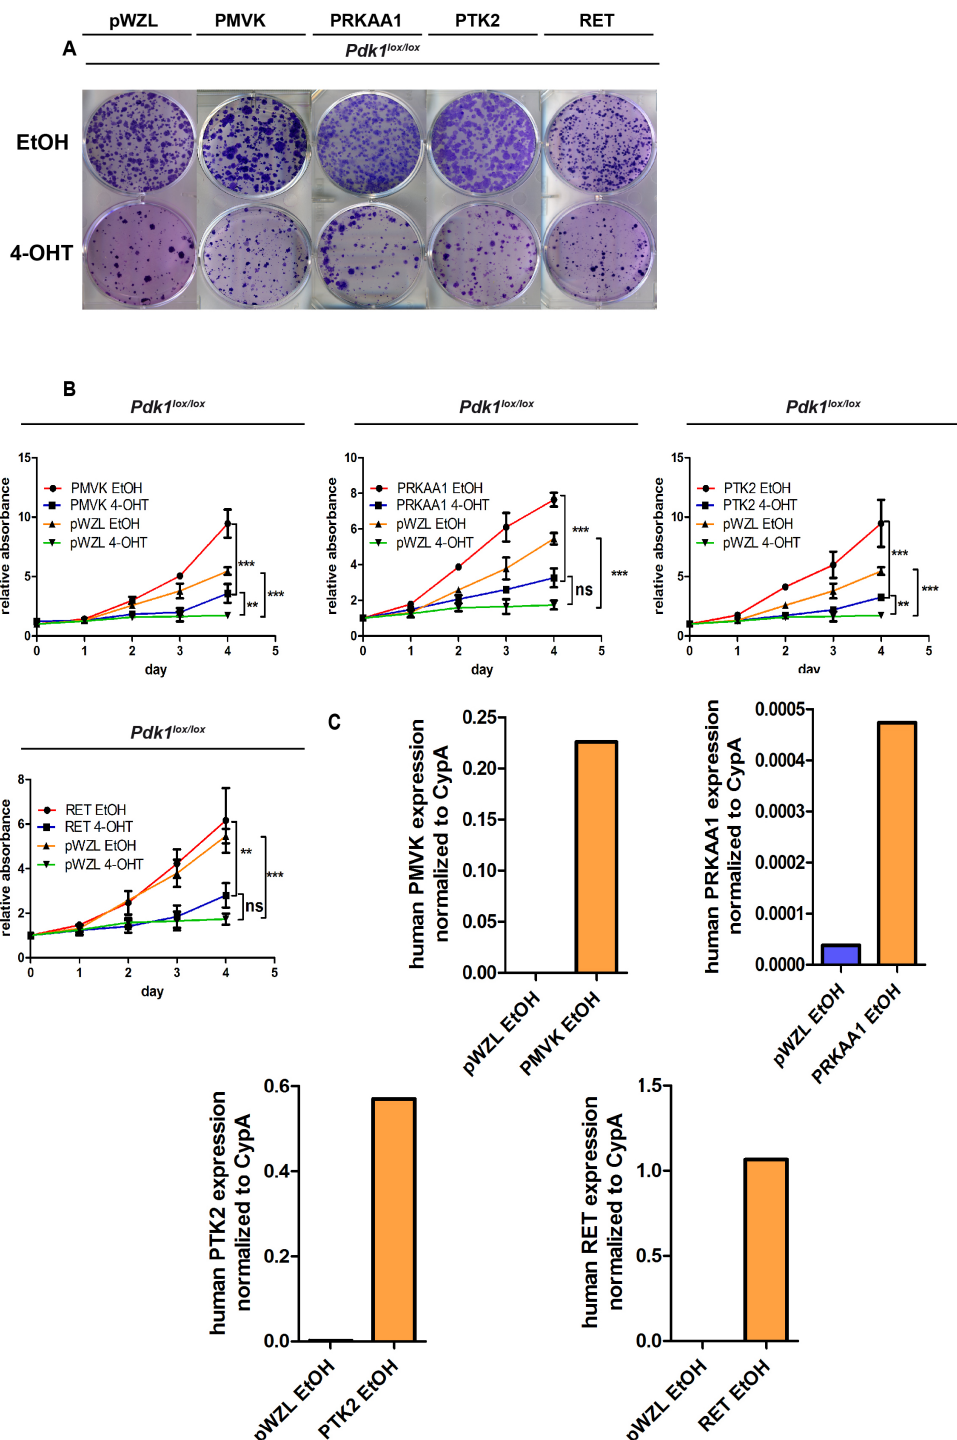 pWZL PMVK PRKAA1 PTK2 RET
A
Pdk1lox/lox
EtOH
4-OHT
B
Pdk1lox/lox Pdk1lox/lox Pdk1lox/lox
relative absorbance
15
10
5
0
PMVK EtOH
PMVK 4-OHT
pWZL EtOH
pWZL 4-OHT
***
**
***
0 1 2 3 4 5
day
relative absorbance
10
8
6
4
2
0
PRKAA1 EtOH
PRKAA1 4-OHT
pWZL EtOH
pWZL 4-OHT
***
ns
***
0 1 2 3 4 5
day
relative absorbance
15
10
5
0
PTK2 EtOH
PTK2 4-OHT
pWZL EtOH
pWZL 4-OHT
***
**
***
0 1 2 3 4 5
day
Pdk1lox/lox
relative absorbance
8
6
4
2
0
RET EtOH
RET 4-OHT
pWZL EtOH
pWZL 4-OHT
**
ns
***
0 1 2 3 4 5
day
C
human PMVK expression
normalized to CypA
0.25
0.20
0.15
0.10
0.05
0.00
pWZL EtOH
PMVK EtOH
human PRKAA1 expression
normalized to CypA
0.0005
0.0004
0.0003
0.0002
0.0001
0.0000
pWZL EtOH
PRKAA1 EtOH
human PTK2 expression
normalized to CypA
0.6
0.4
0.2
0.0
pWZL EtOH
PTK2 EtOH
human RET expression
normalized to CypA
1.5
1.0
0.5
0.0
pWZL EtOH
RET EtOH